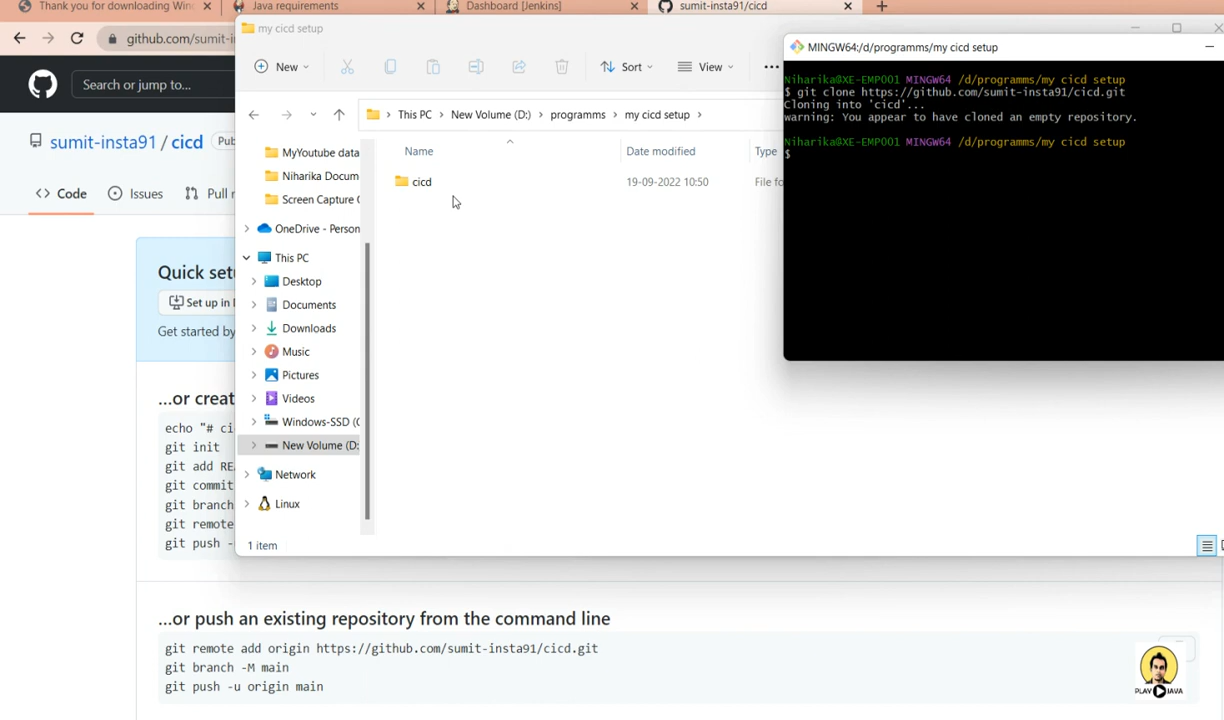 Thank you for downloading Win
Java requirements
Dashboard [Jenkins]
sumit-insta91/cicd
github.com/sumit-i
Search or jump to...
sumit-insta91 / cicd
Pub
Code
Issues
Pull r
Quick set
Set up in D
Get started by
...or creat
echo "# ci
git init
git add RE
git commit
git branch
git remote
git push -
...or push an existing repository from the command line
git remote add origin https://github.com/sumit-insta91/cicd.git
git branch -M main
git push -u origin main
my cicd setup
New
Sort
View
This PC
New Volume (D:)
programms
my cicd setup
Name
Date modified
Type
cicd
19-09-2022 10:50
File fo
MyYoutube data
Niharika Docum
Screen Capture
OneDrive - Person
This PC
Desktop
Documents
Downloads
Music
Pictures
Videos
Windows-SSD (C
New Volume (D:
Network
Linux
1 item
MINGW64:/d/programms/my cicd setup
Niharika@XE-EMP001 MINGW64 /d/programms/my cicd setup
$ git clone https://github.com/sumit-insta91/cicd.git
Cloning into 'cicd'...
warning: You appear to have cloned an empty repository.
Niharika@XE-EMP001 MINGW64 /d/programms/my cicd setup
$
PLAY JAVA